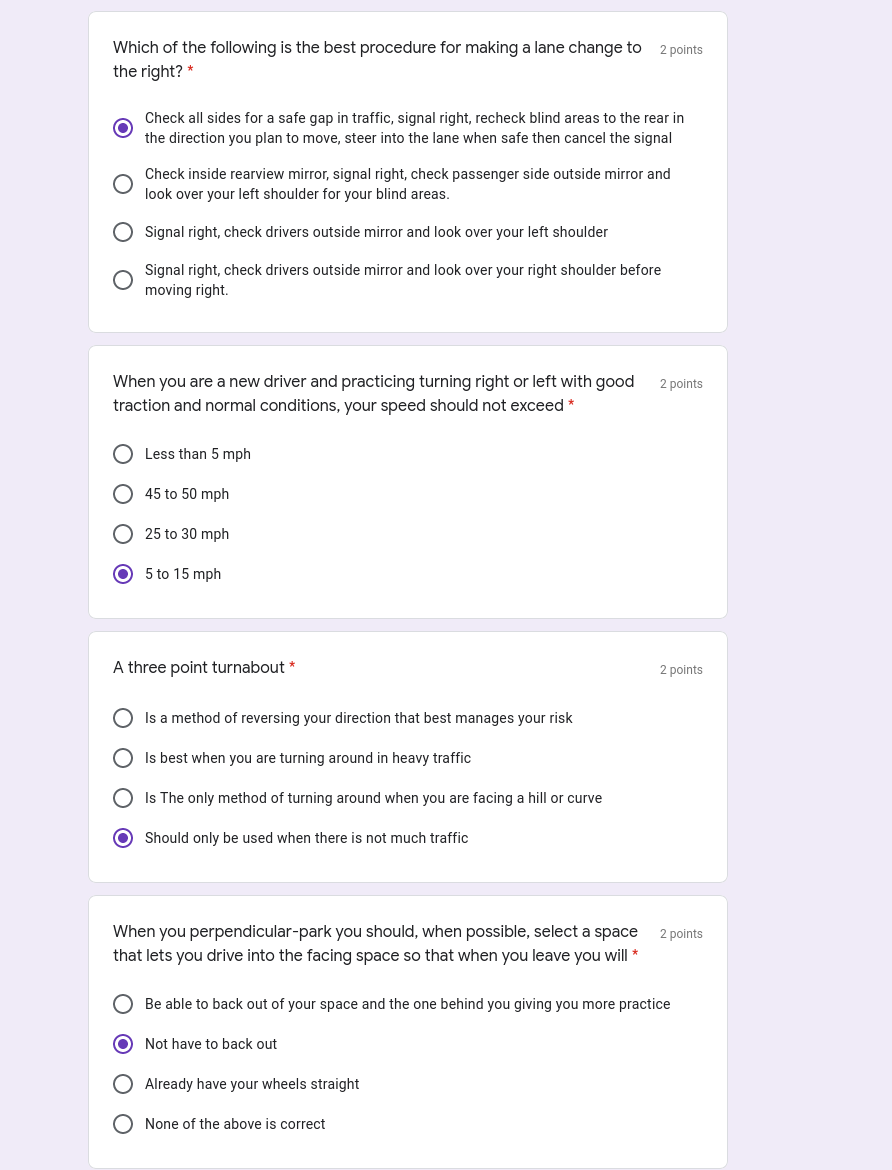 Which of the following is the best procedure for making a lane change to the right? *
2 points
Check all sides for a safe gap in traffic, signal right, recheck blind areas to the rear in
the direction you plan to move, steer into the lane when safe then cancel the signal
Check inside rearview mirror, signal right, check passenger side outside mirror and
look over your left shoulder for your blind areas.
Signal right, check drivers outside mirror and look over your left shoulder
Signal right, check drivers outside mirror and look over your right shoulder before
moving right.
When you are a new driver and practicing turning right or left with good
traction and normal conditions, your speed should not exceed *
2 points
Less than 5 mph
45 to 50 mph
25 to 30 mph
5 to 15 mph
A three point turnabout *
2 points
Is a method of reversing your direction that best manages your risk
Is best when you are turning around in heavy traffic
Is The only method of turning around when you are facing a hill or curve
Should only be used when there is not much traffic
When you perpendicular-park you should, when possible, select a space
that lets you drive into the facing space so that when you leave you will *
2 points
Be able to back out of your space and the one behind you giving you more practice
Not have to back out
Already have your wheels straight
None of the above is correct